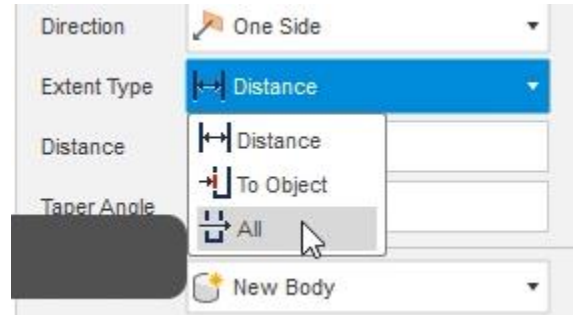 Direction One Side
Extent Type Distance
Distance Distance
To Object
Taper Angle
All
New Body